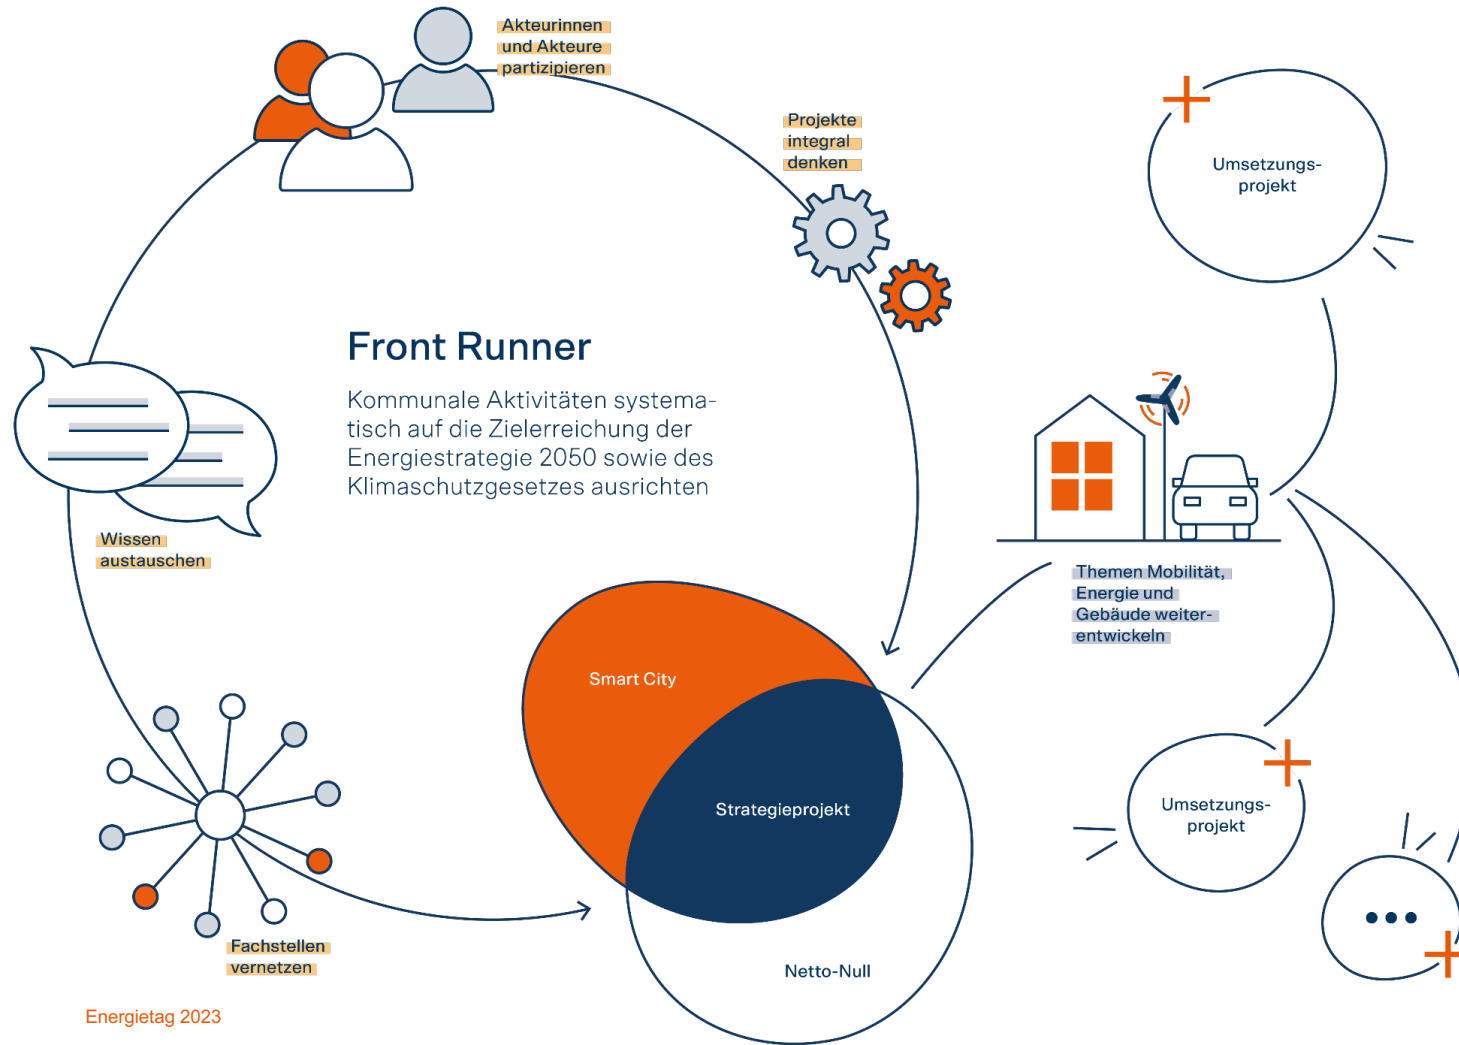 Akteurinnen
und Akteure
partizipieren
Projekte
integral
denken
Umsetzungs-
projekt
Front Runner
Kommunale Aktivitäten systema-
tisch auf die Zielerreichung der
Energiestrategie 2050 sowie des
Klimaschutzgesetzes ausrichten
Wissen
austauschen
Themen Mobilität,
Energie und
Gebäude weiter-
entwickeln
Smart City
Strategieprojekt
Umsetzungs-
projekt
Fachstellen
vernetzen
Netto-Null
Energietag 2023